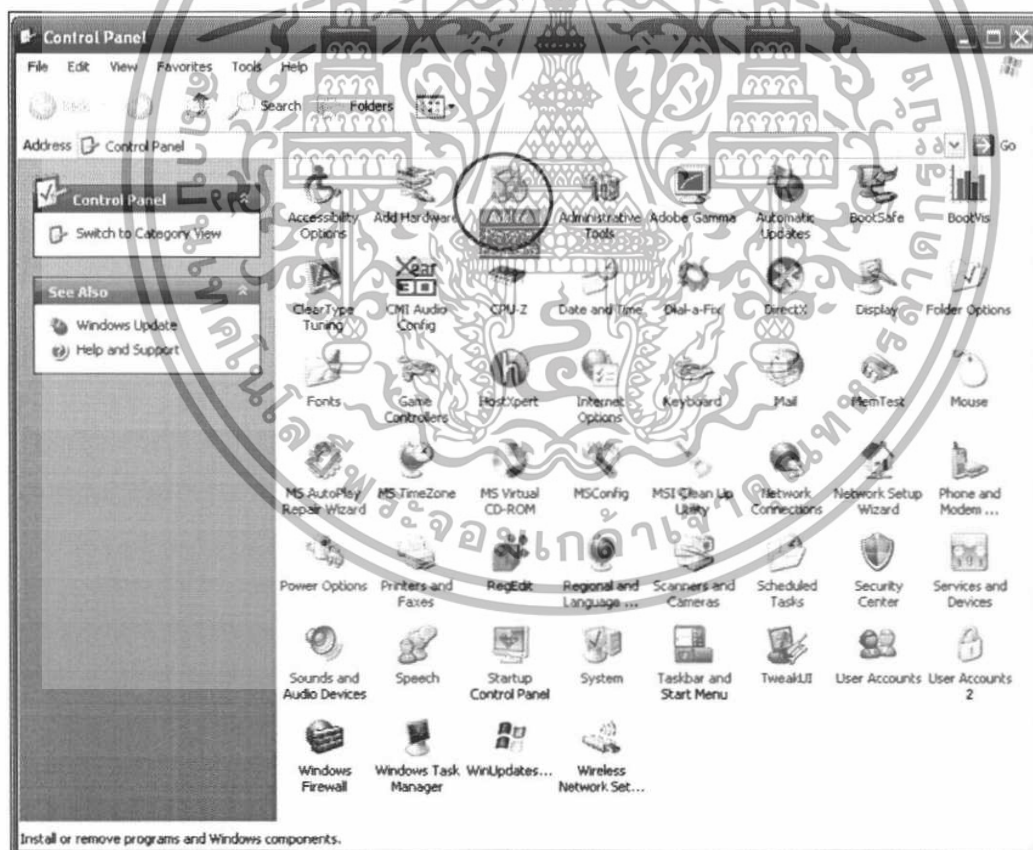 Control Panel
File Edit View Favorites Tools Help
Search Folders
Address Control Panel Go
Control Panel
Switch to Category View
See Also
Windows Update
Help and Support
Accessibility Options
Add Hardware
Administrative Tools
Adobe Gamma
Automatic Updates
BootSafe
BootVis
ClearType Tuning
CMI Audio Config
CPU-Z
Date and Time
Dial-a-Fix
DirectX
Display
Folder Options
Fonts
Game Controllers
HostXpert
Internet Options
Keyboard
Mail
MemTest
Mouse
MS AutoPlay Repair Wizard
MS TimeZone
MS Virtual CD-ROM
MSConfig
MSI Clean Up Utility
Network Connections
Network Setup Wizard
Phone and Modem ...
Power Options
Printers and Faxes
RegEdit
Regional and Language ...
Scanners and Cameras
Scheduled Tasks
Security Center
Services and Devices
Sounds and Audio Devices
Speech
Startup Control Panel
System
Taskbar and Start Menu
TweakUI
User Accounts
User Accounts 2
Windows Firewall
Windows Task Manager
WinUpdates...
Wireless Network Set...
Install or remove programs and Windows components.